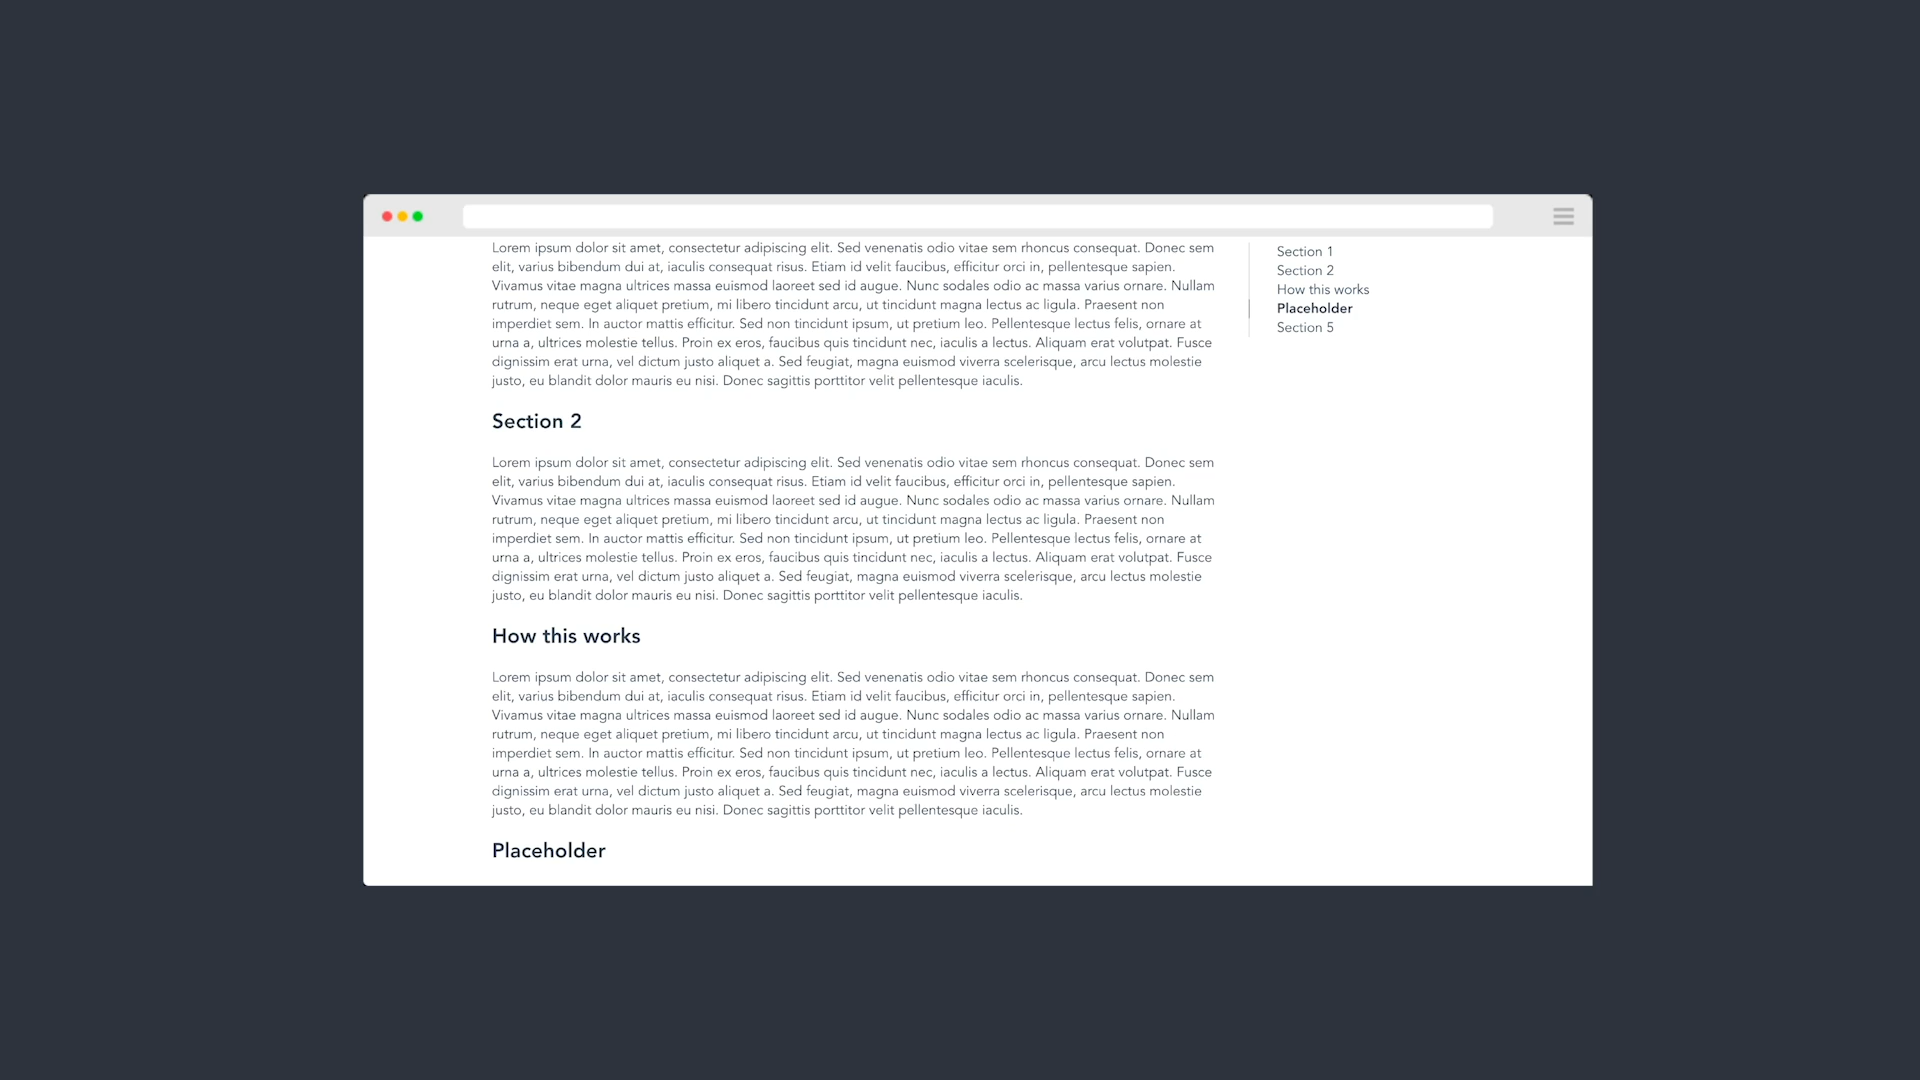 Lorem ipsum dolor sit amet, consectetur adipiscing elit. Sed venenatis odio vitae sem rhoncus consequat. Donec sem
elit, varius bibendum dui at, iaculis consequat risus. Etiam id velit faucibus, efficitur orci in, pellentesque sapien.
Vivamus vitae magna ultrices massa euismod laoreet sed id augue. Nunc sodales odio ac massa varius ornare. Nullam
rutrum, neque eget aliquet pretium, mi libero tincidunt arcu, ut tincidunt magna lectus ac ligula. Praesent non
imperdiet sem. In auctor mattis efficitur. Sed non tincidunt ipsum, ut pretium leo. Pellentesque lectus felis, ornare at
urna a, ultrices molestie tellus. Proin ex eros, faucibus quis tincidunt nec, iaculis a lectus. Aliquam erat volutpat. Fusce
dignissim erat urna, vel dictum justo aliquet a. Sed feugiat, magna euismod viverra scelerisque, arcu lectus molestie
justo, eu blandit dolor mauris eu nisi. Donec sagittis porttitor velit pellentesque iaculis.
Section 2
Lorem ipsum dolor sit amet, consectetur adipiscing elit. Sed venenatis odio vitae sem rhoncus consequat. Donec sem
elit, varius bibendum dui at, iaculis consequat risus. Etiam id velit faucibus, efficitur orci in, pellentesque sapien.
Vivamus vitae magna ultrices massa euismod laoreet sed id augue. Nunc sodales odio ac massa varius ornare. Nullam
rutrum, neque eget aliquet pretium, mi libero tincidunt arcu, ut tincidunt magna lectus ac ligula. Praesent non
imperdiet sem. In auctor mattis efficitur. Sed non tincidunt ipsum, ut pretium leo. Pellentesque lectus felis, ornare at
urna a, ultrices molestie tellus. Proin ex eros, faucibus quis tincidunt nec, iaculis a lectus. Aliquam erat volutpat. Fusce
dignissim erat urna, vel dictum justo aliquet a. Sed feugiat, magna euismod viverra scelerisque, arcu lectus molestie
justo, eu blandit dolor mauris eu nisi. Donec sagittis porttitor velit pellentesque iaculis.
How this works
Lorem ipsum dolor sit amet, consectetur adipiscing elit. Sed venenatis odio vitae sem rhoncus consequat. Donec sem
elit, varius bibendum dui at, iaculis consequat risus. Etiam id velit faucibus, efficitur orci in, pellentesque sapien.
Vivamus vitae magna ultrices massa euismod laoreet sed id augue. Nunc sodales odio ac massa varius ornare. Nullam
rutrum, neque eget aliquet pretium, mi libero tincidunt arcu, ut tincidunt magna lectus ac ligula. Praesent non
imperdiet sem. In auctor mattis efficitur. Sed non tincidunt ipsum, ut pretium leo. Pellentesque lectus felis, ornare at
urna a, ultrices molestie tellus. Proin ex eros, faucibus quis tincidunt nec, iaculis a lectus. Aliquam erat volutpat. Fusce
dignissim erat urna, vel dictum justo aliquet a. Sed feugiat, magna euismod viverra scelerisque, arcu lectus molestie
justo, eu blandit dolor mauris eu nisi. Donec sagittis porttitor velit pellentesque iaculis.
Placeholder
Section 1
Section 2
How this works
Placeholder
Section 5